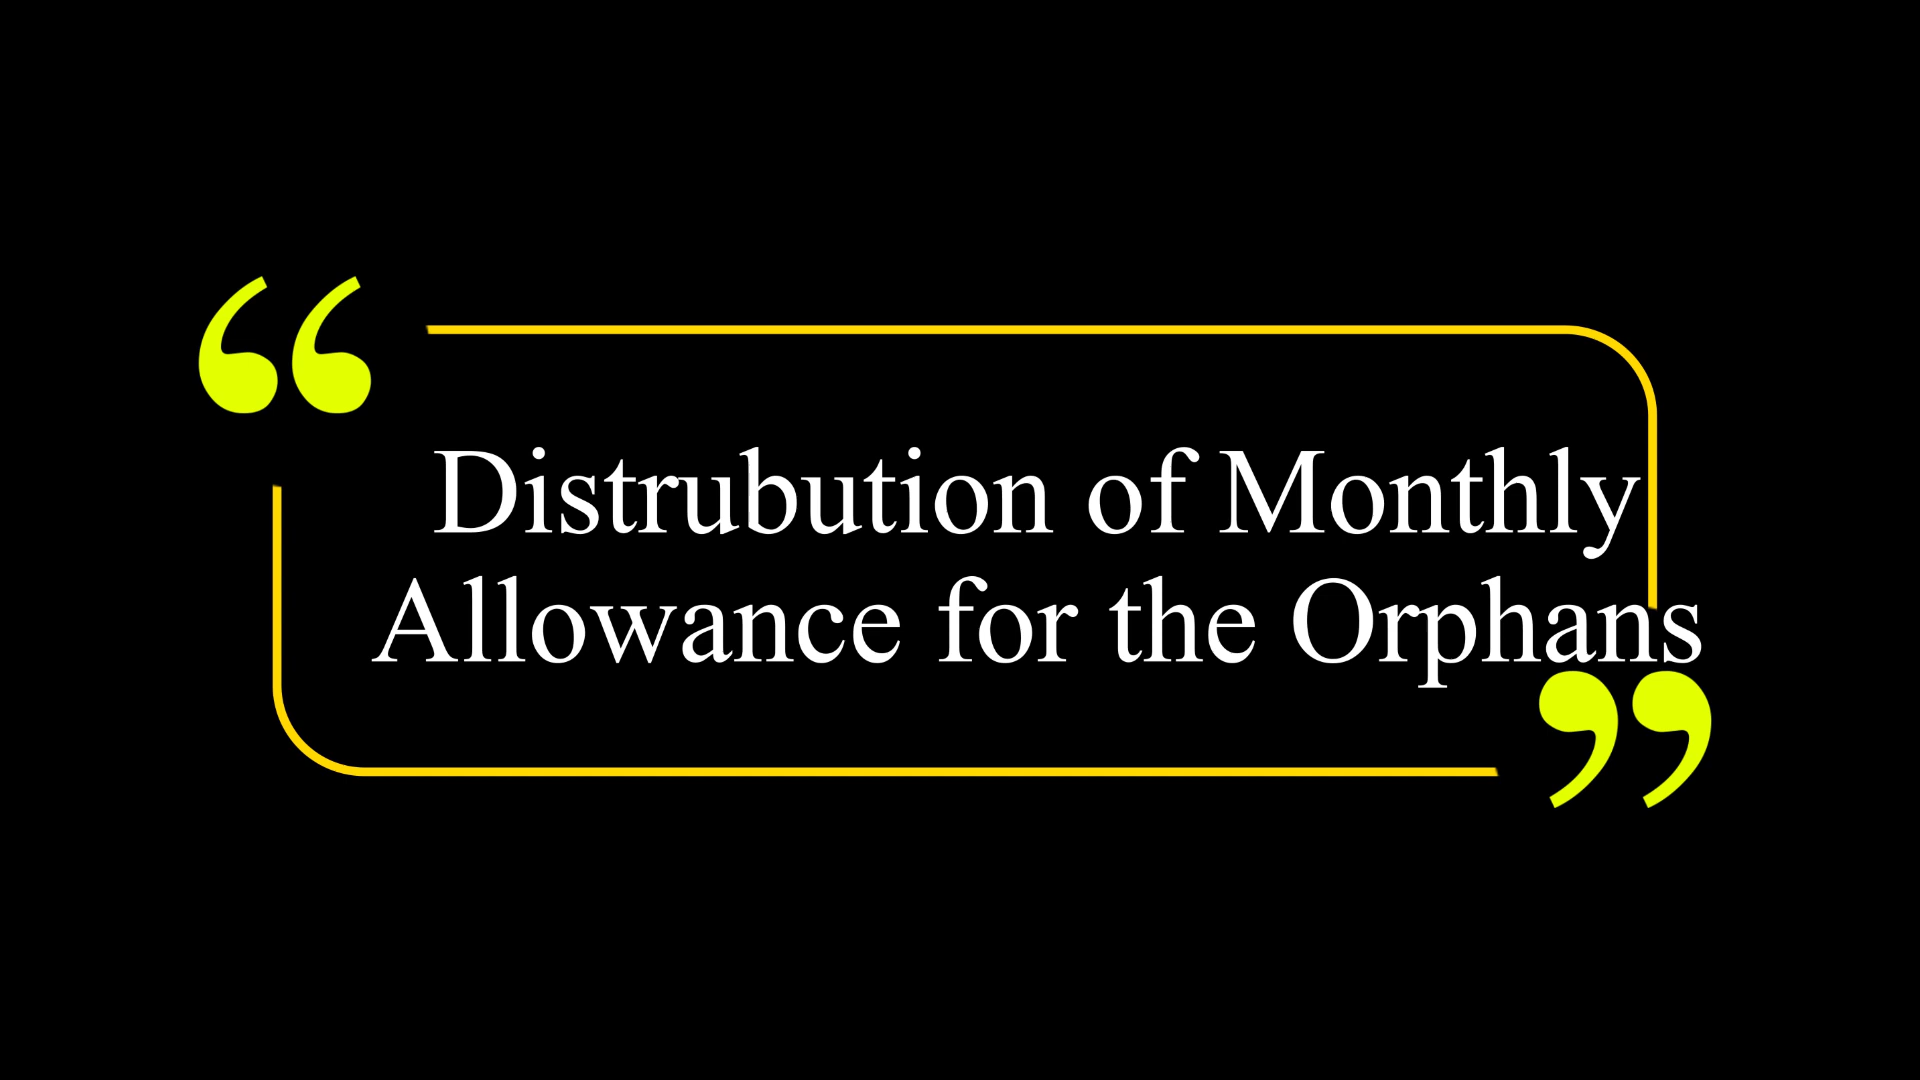 “
Distrubution of Monthly
Allowance for the Orphans
”